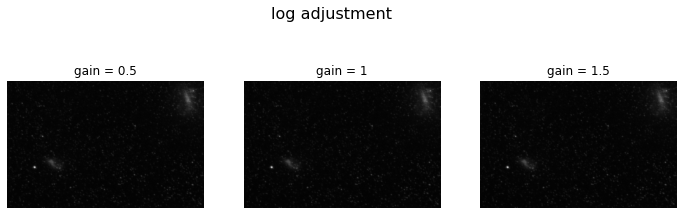 log adjustment
gain = 0.5
gain = 1
gain = 1.5